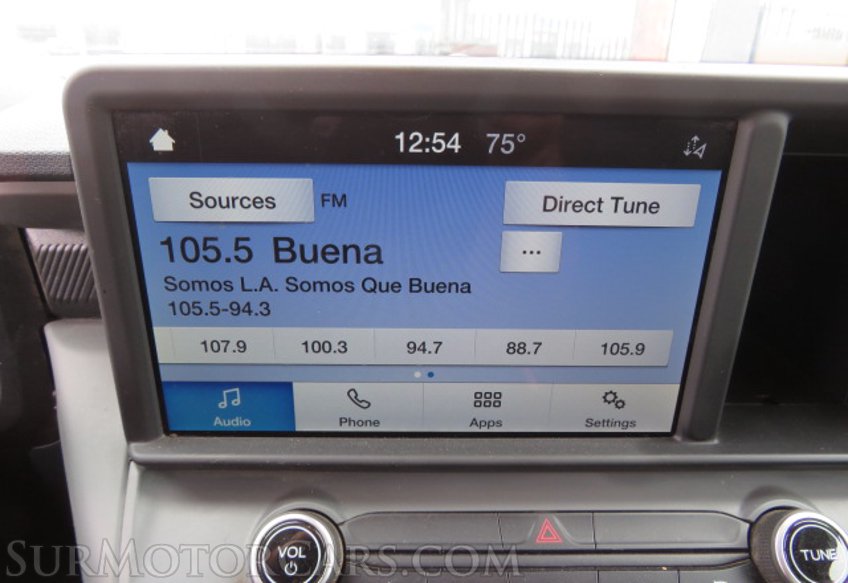 12:54 75°
Sources FM Direct Tune
105.5 Buena ...
Somos L.A. Somos Que Buena
105.5-94.3
107.9 100.3 94.7 88.7 105.9
Audio Phone Apps Settings
VOL TUNE
SurMotorCars.com